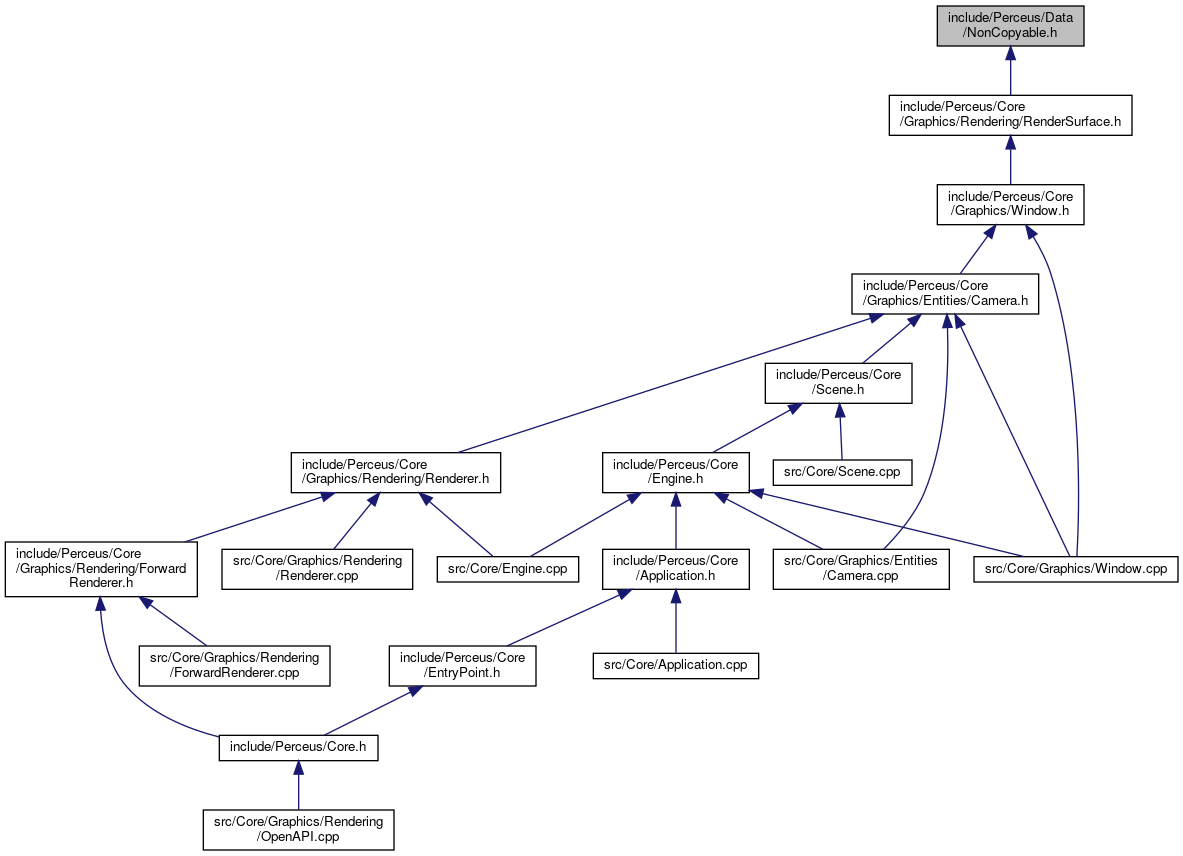 include/Perceus/Data
/NonCopyable.h
include/Perceus/Core
/Graphics/Rendering/RenderSurface.h
include/Perceus/Core
/Graphics/Window.h
include/Perceus/Core
/Graphics/Entities/Camera.h
include/Perceus/Core
/Scene.h
include/Perceus/Core
/Graphics/Rendering/Renderer.h
include/Perceus/Core
/Engine.h
src/Core/Scene.cpp
include/Perceus/Core
/Graphics/Rendering/Forward
Renderer.h
src/Core/Graphics/Rendering
/Renderer.cpp
src/Core/Engine.cpp
include/Perceus/Core
/Application.h
src/Core/Graphics/Entities
/Camera.cpp
src/Core/Graphics/Window.cpp
src/Core/Graphics/Rendering
/ForwardRenderer.cpp
include/Perceus/Core
/EntryPoint.h
src/Core/Application.cpp
include/Perceus/Core.h
src/Core/Graphics/Rendering
/OpenAPI.cpp